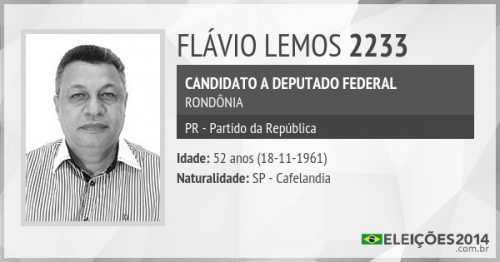 FLÁVIO LEMOS 2233
CANDIDATO A DEPUTADO FEDERAL
RONDÔNIA
PR - Partido da República
Idade: 52 anos (18-11-1961)
Naturalidade: SP - Cafelandia
ELEIÇÕES2014
.com.br